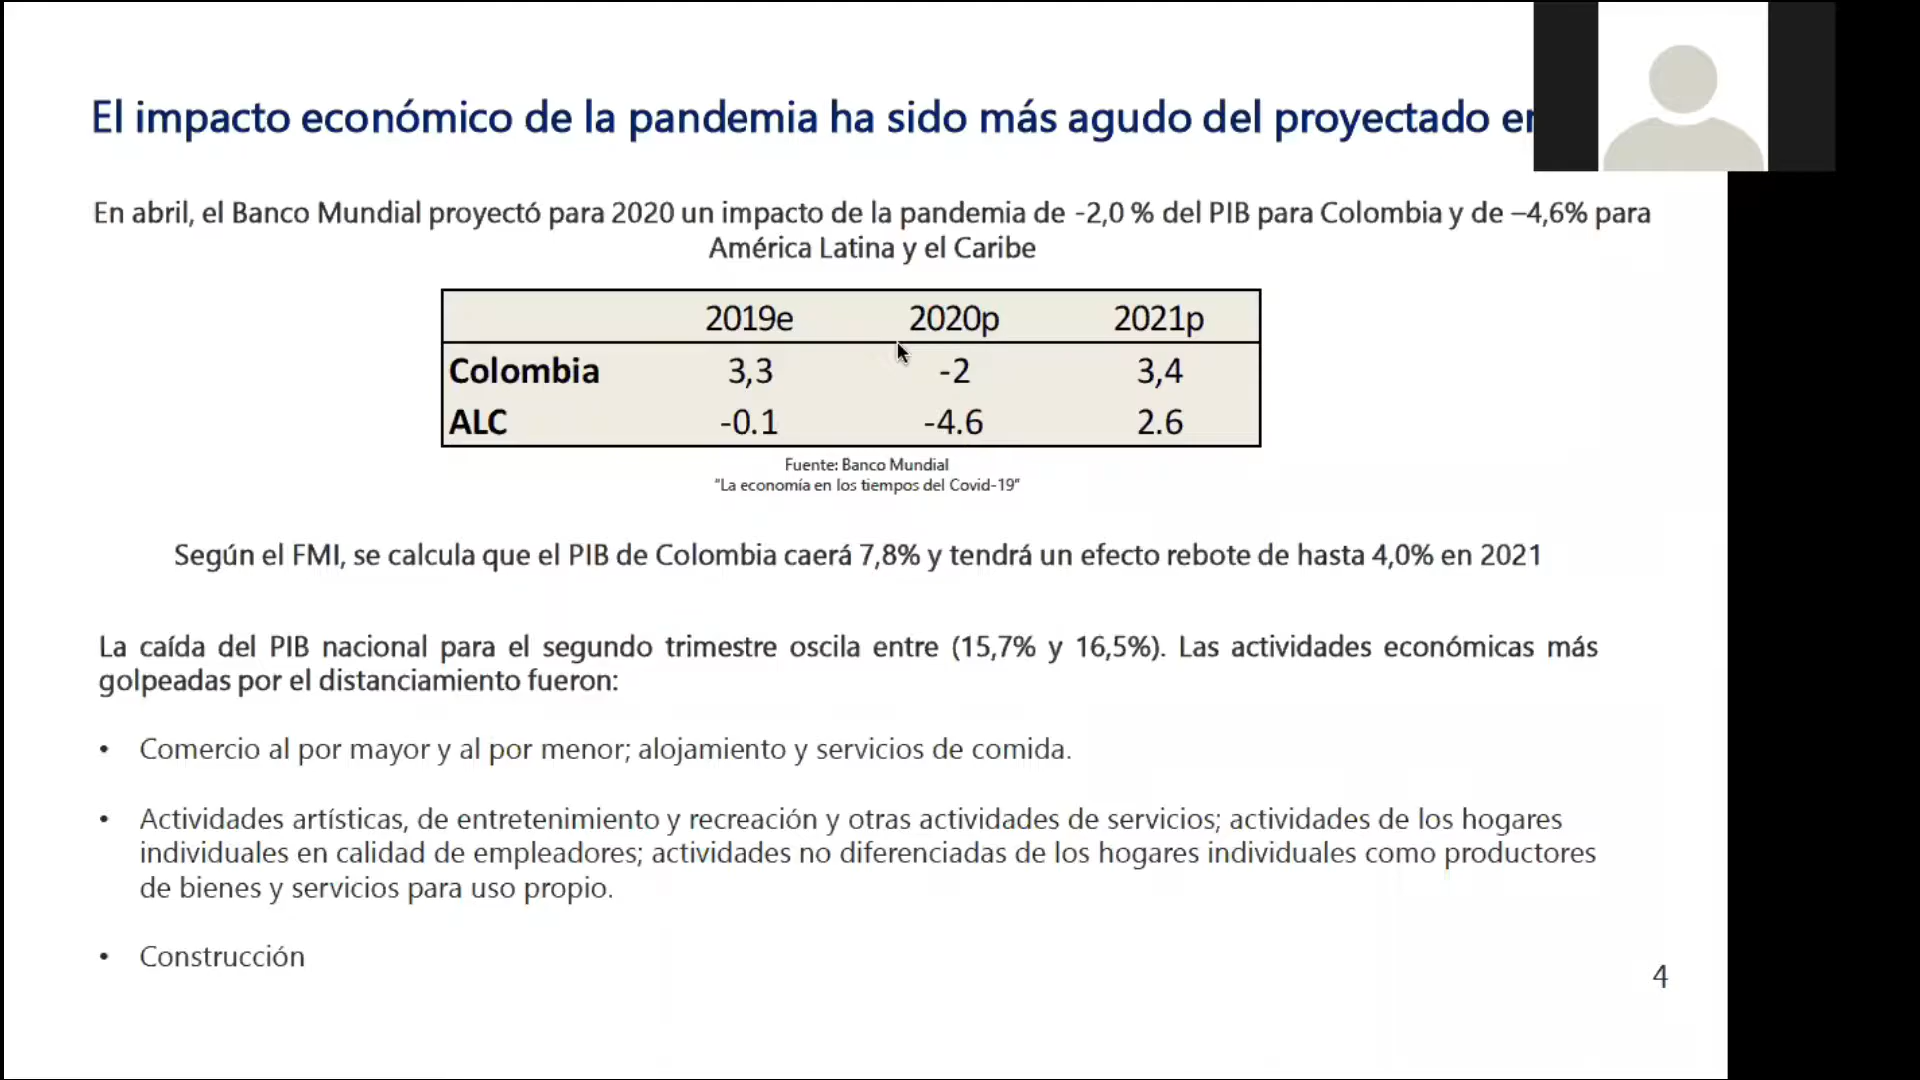 El impacto económico de la pandemia ha sido más agudo del proyectado
En abril, el Banco Mundial proyectó para 2020 un impacto de la pandemia de -2,0 % del PIB para Colombia y de –4,6% para
América Latina y el Caribe
2019e 2020p 2021p
Colombia 3,3 -2 3,4
ALC -0.1 -4.6 2.6
Fuente: Banco Mundial
“La economía en los tiempos del Covid-19”
Según el FMI, se calcula que el PIB de Colombia caerá 7,8% y tendrá un efecto rebote de hasta 4,0% en 2021
La caída del PIB nacional para el segundo trimestre oscila entre (15,7% y 16,5%). Las actividades económicas más
golpeadas por el distanciamiento fueron:
• Comercio al por mayor y al por menor; alojamiento y servicios de comida.
• Actividades artísticas, de entretenimiento y recreación y otras actividades de servicios; actividades de los hogares
individuales en calidad de empleadores; actividades no diferenciadas de los hogares individuales como productores
de bienes y servicios para uso propio.
• Construcción
4